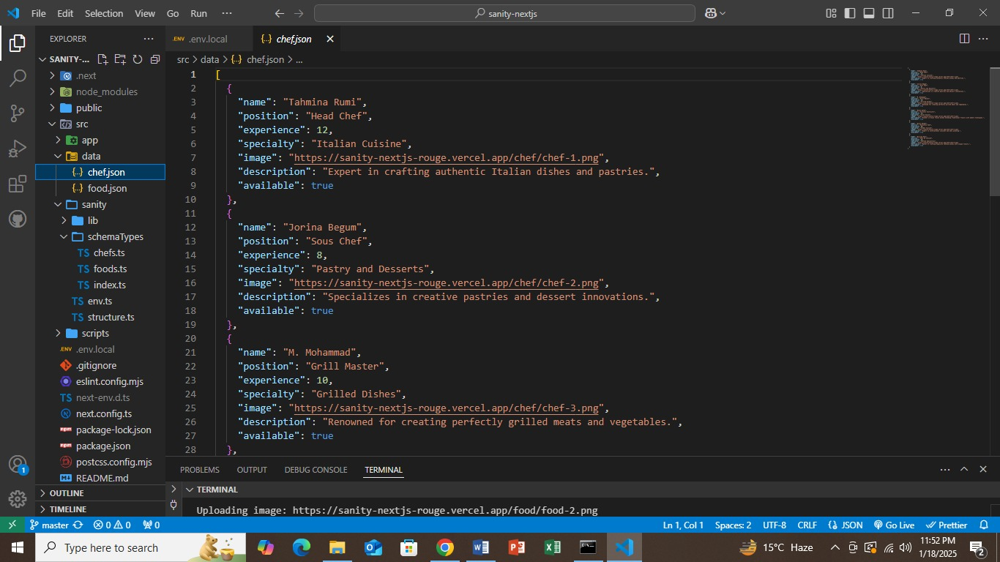 File Edit Selection View Go Run ··· sanity-nextjs
EXPLORER ···
SANITY-...
.next
node_modules
public
src
app
data
chef.json
food.json
sanity
lib
schemaTypes
TS chefs.ts
TS foods.ts
TS index.ts
TS env.ts
TS structure.ts
scripts
.ENV .env.local
.gitignore
eslint.config.mjs
TS next-env.d.ts
next.config.ts
npm package-lock.json
npm package.json
postcss.config.mjs
README.md
OUTLINE
TIMELINE
.ENV .env.local {..} chef.json
src > data > {..} chef.json > ...
1 [
2 {
3 "name": "Tahmina Rumi",
4 "position": "Head Chef",
5 "experience": 12,
6 "specialty": "Italian Cuisine",
7 "image": "https://sanity-nextjs-rouge.vercel.app/chef/chef-1.png",
8 "description": "Expert in crafting authentic Italian dishes and pastries.",
9 "available": true
10 },
11 {
12 "name": "Jorina Begum",
13 "position": "Sous Chef",
14 "experience": 8,
15 "specialty": "Pastry and Desserts",
16 "image": "https://sanity-nextjs-rouge.vercel.app/chef/chef-2.png",
17 "description": "Specializes in creative pastries and dessert innovations.",
18 "available": true
19 },
20 {
21 "name": "M. Mohammad",
22 "position": "Grill Master",
23 "experience": 10,
24 "specialty": "Grilled Dishes",
25 "image": "https://sanity-nextjs-rouge.vercel.app/chef/chef-3.png",
26 "description": "Renowned for creating perfectly grilled meats and vegetables.",
27 "available": true
28 },
PROBLEMS OUTPUT DEBUG CONSOLE TERMINAL ···
TERMINAL
Uploading image: https://sanity-nextjs-rouge.vercel.app/food/food-2.png
1
master 0 0 0 Ln 1, Col 1 Spaces: 2 UTF-8 CRLF JSON Go Live Prettier
Type here to search 15°C Haze 11:52 PM
1/18/2025
2